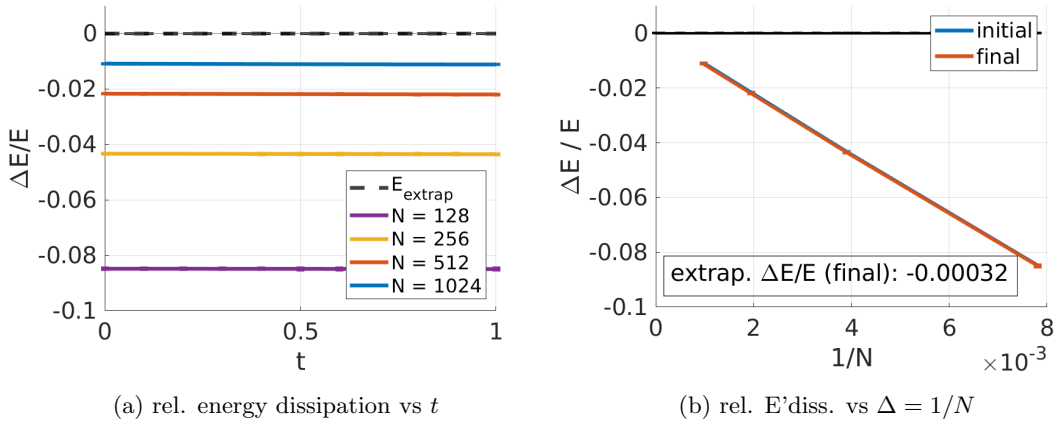 0
-0.02
-0.04
-0.06
-0.08
-0.1
ΔE/E
0
0.5
1
t
E_extrap
N = 128
N = 256
N = 512
N = 1024
(a) rel. energy dissipation vs t
0
-0.02
-0.04
-0.06
-0.08
-0.1
ΔE / E
initial
final
extrap. ΔE/E (final): -0.00032
0
2
4
6
8
1/N
×10⁻³
(b) rel. E'diss. vs Δ = 1/N